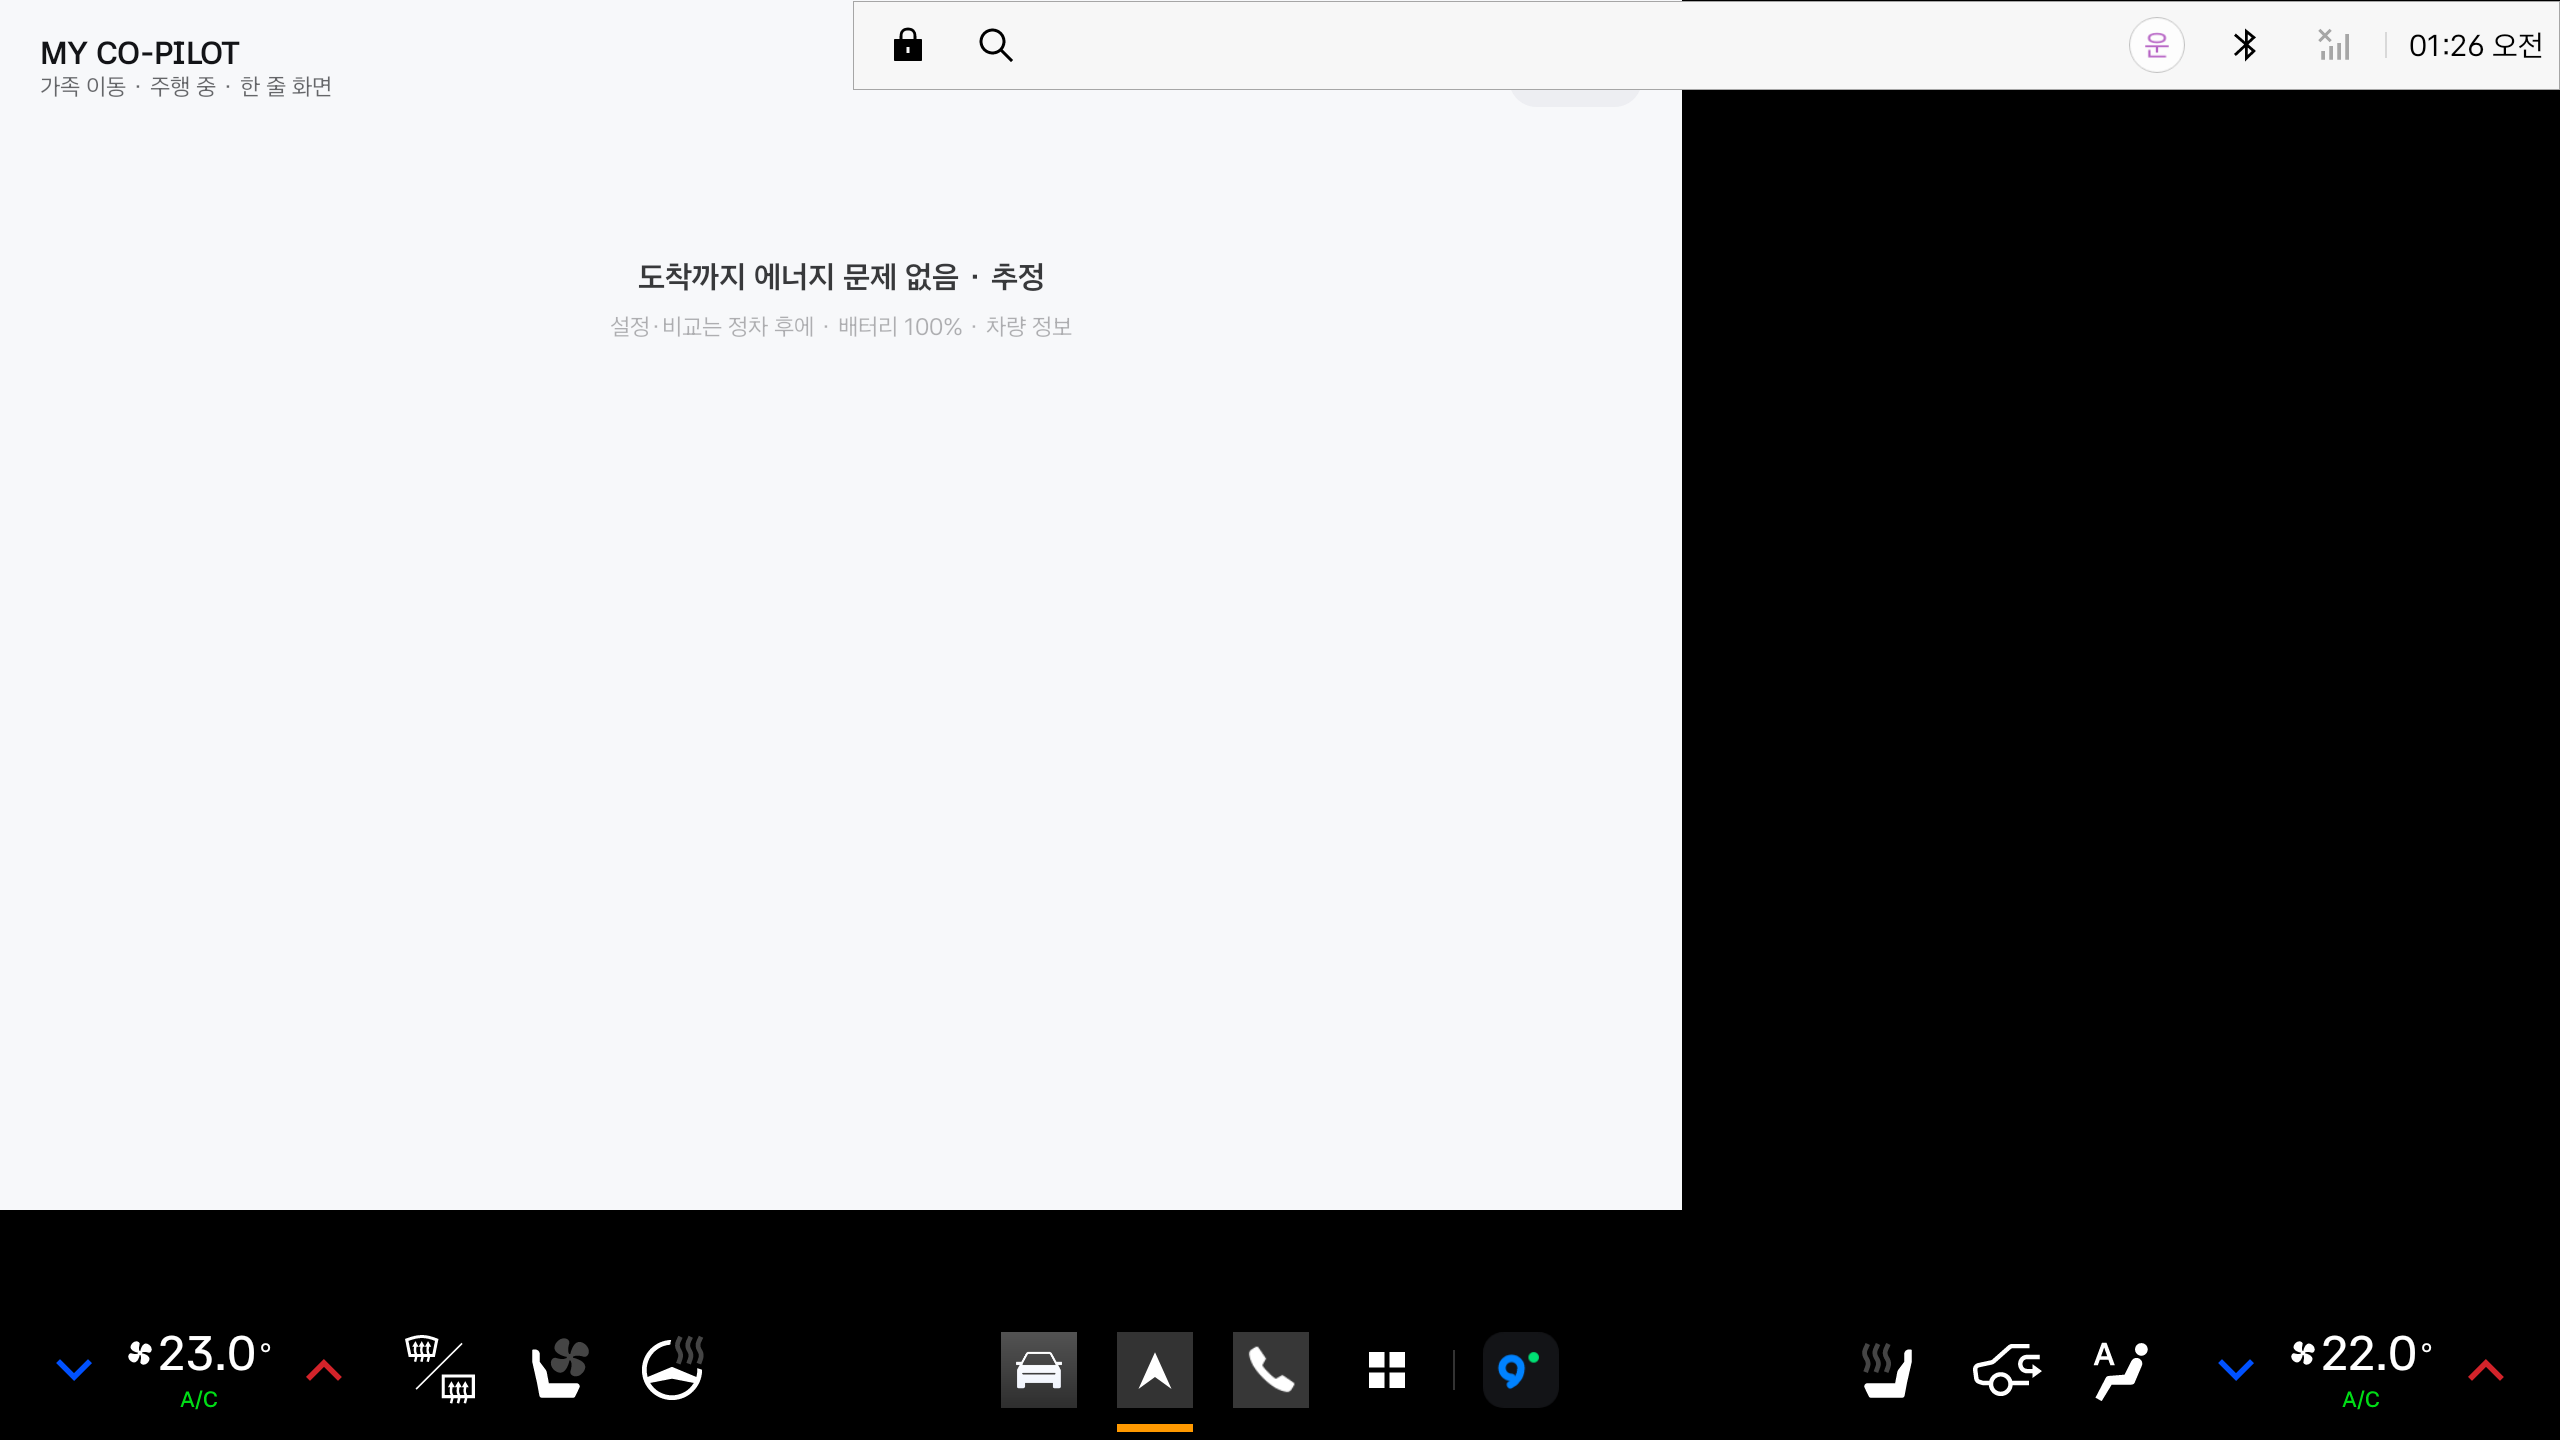 MY CO-PILOT
가족 이동 · 주행 중 · 한 줄 화면
운
01:26 오전
도착까지 에너지 문제 없음 · 추정
설정·비교는 정차 후에 · 배터리 100% · 차량 정보
23.0°
A/C
A
22.0°
A/C